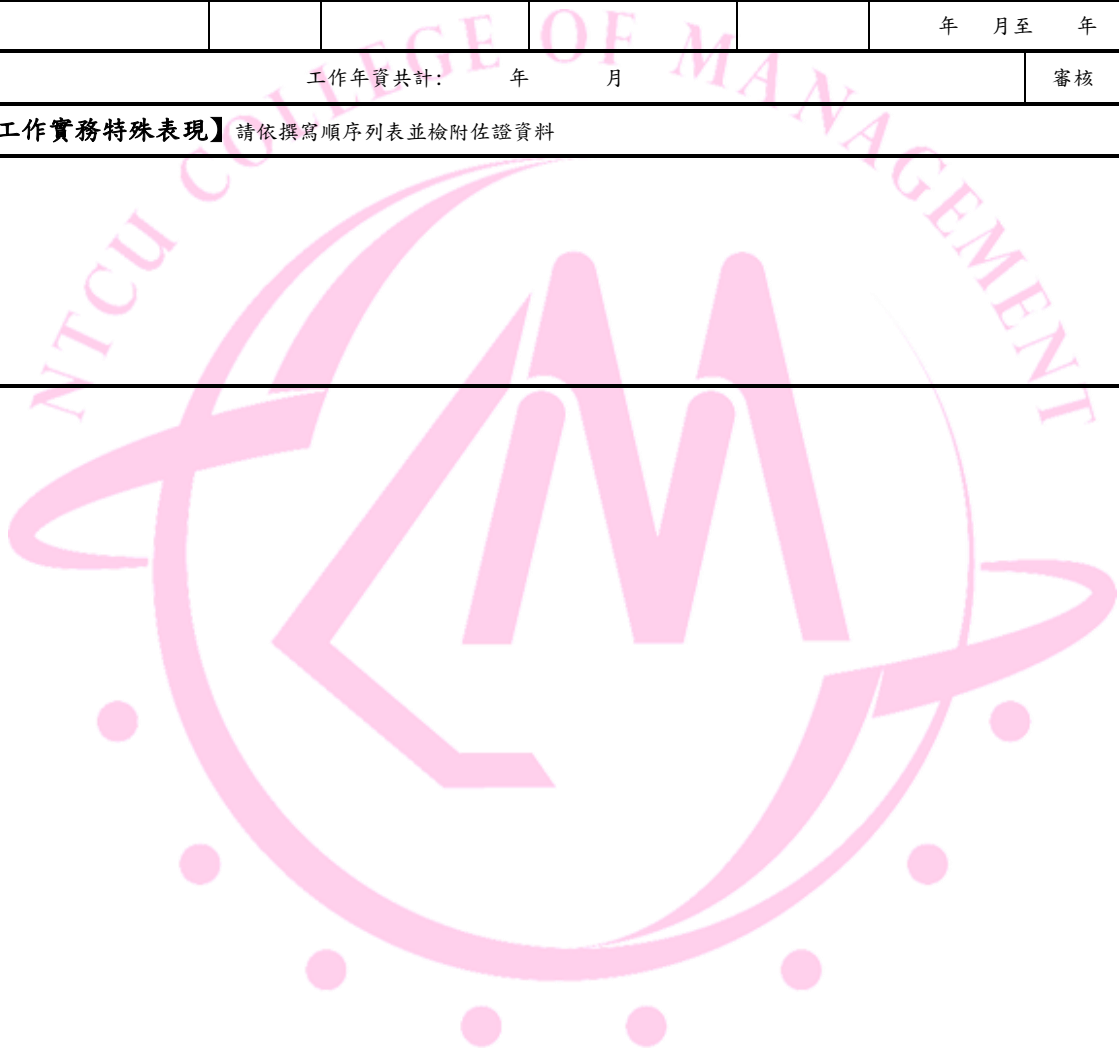 年 月至 年
工作年資共計: 年 月 審核
工作實務特殊表現】請依撰寫順序列表並檢附佐證資料
NTCU COLLEGE OF MANAGEMENT